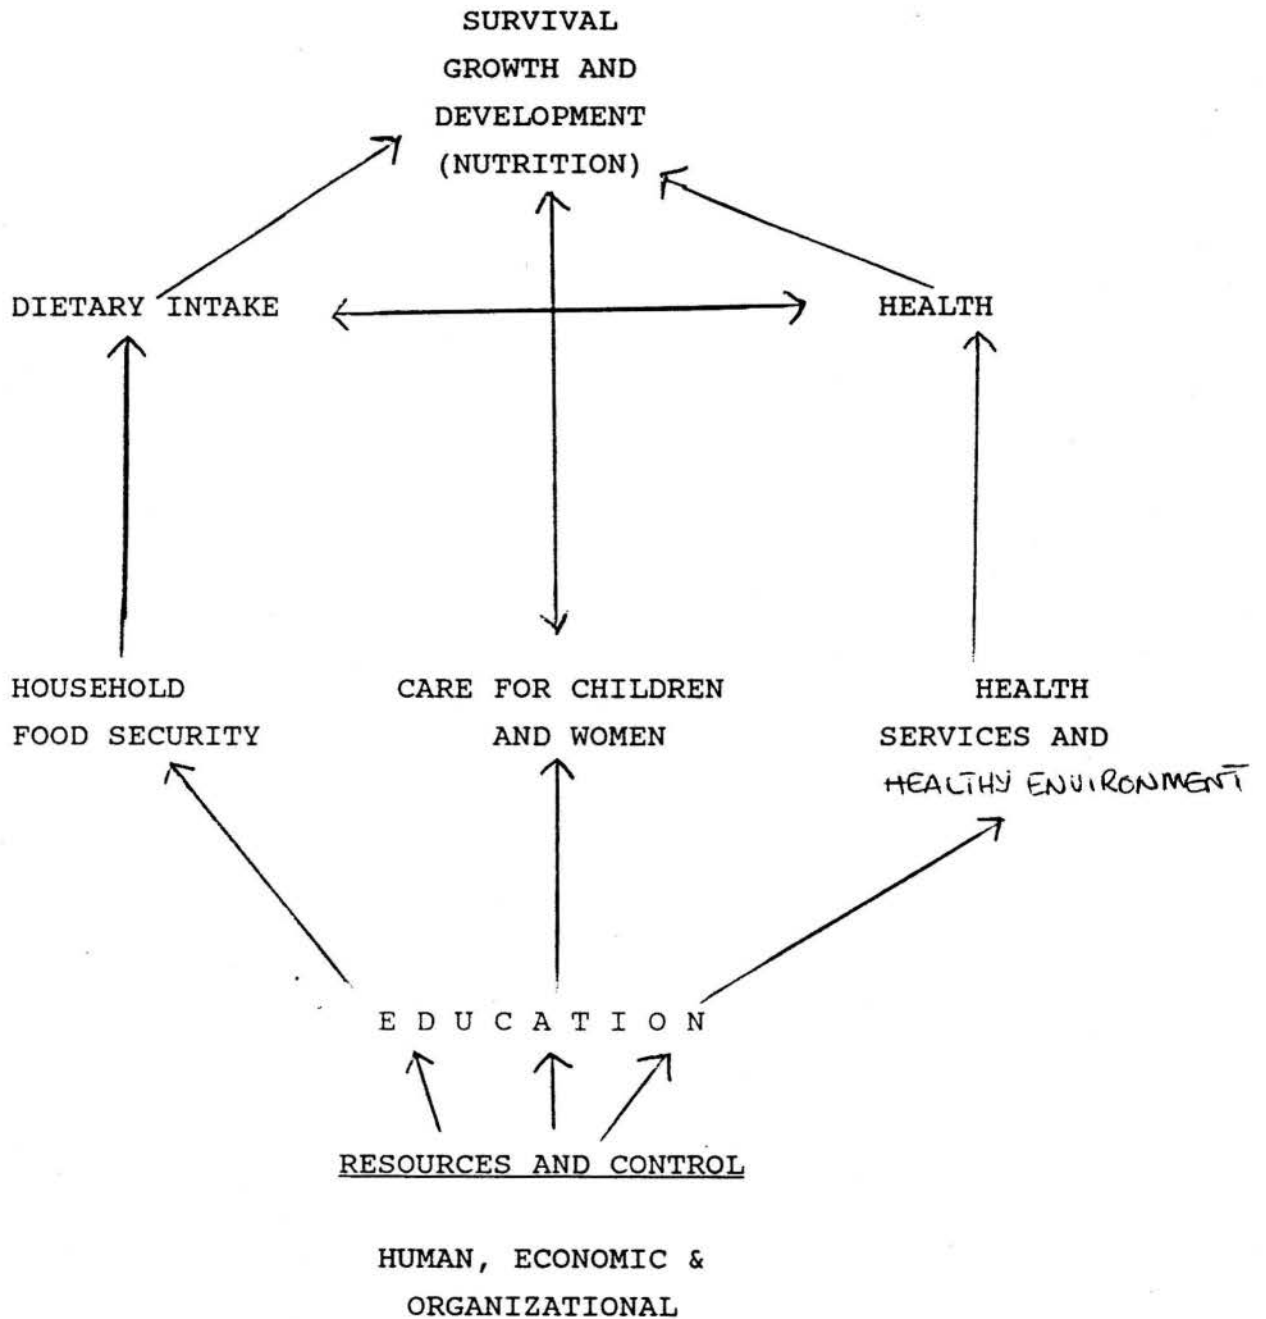 SURVIVAL
GROWTH AND
DEVELOPMENT
(NUTRITION)
DIETARY INTAKE
HEALTH
HOUSEHOLD
FOOD SECURITY
CARE FOR CHILDREN
AND WOMEN
HEALTH
SERVICES AND
HEALTHY ENVIRONMENT
E D U C A T I O N
RESOURCES AND CONTROL
HUMAN, ECONOMIC &
ORGANIZATIONAL